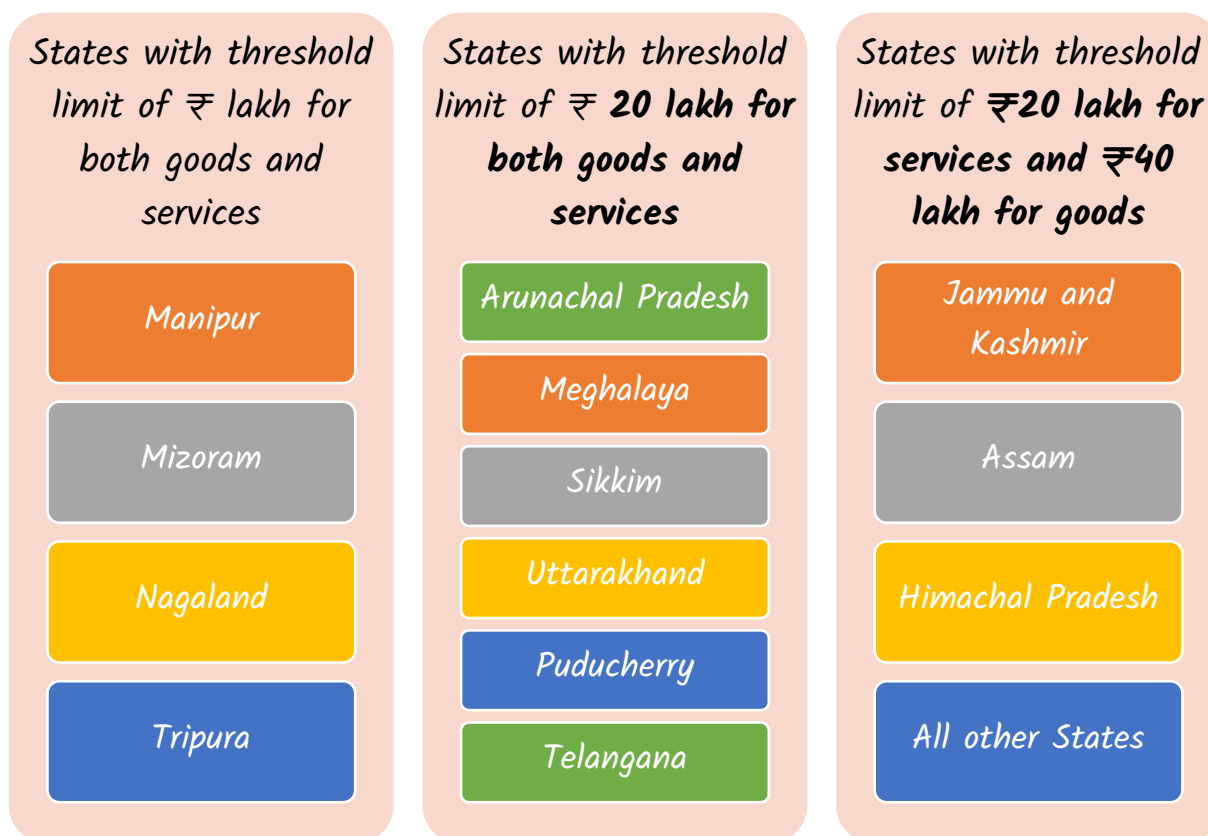 States with threshold
limit of ₹ lakh for
both goods and
services
Manipur
Mizoram
Nagaland
Tripura
States with threshold
limit of ₹ 20 lakh for
both goods and
services
Arunachal Pradesh
Meghalaya
Sikkim
Uttarakhand
Puducherry
Telangana
States with threshold
limit of ₹20 lakh for
services and ₹40
lakh for goods
Jammu and
Kashmir
Assam
Himachal Pradesh
All other States